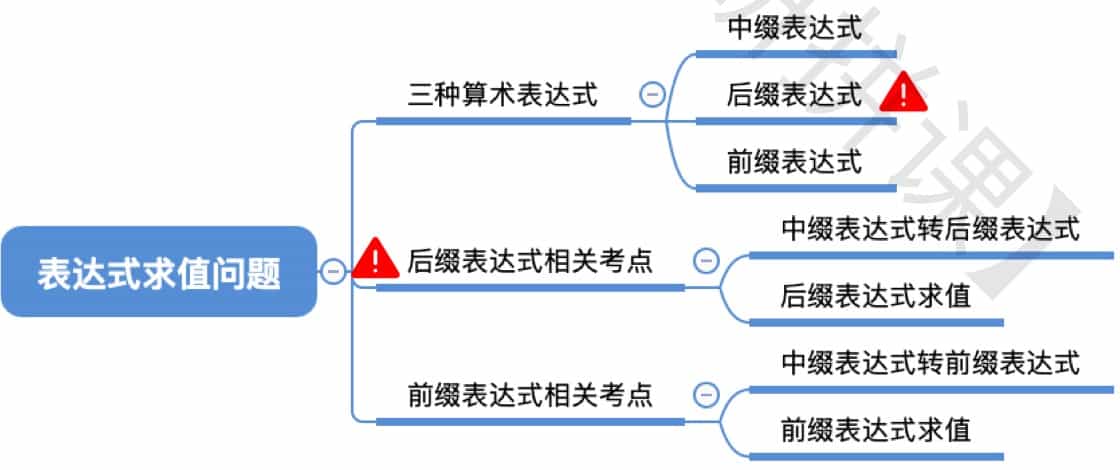 中缀表达式
三种算术表达式
后缀表达式
前缀表达式
中缀表达式转后缀表达式
后缀表达式相关考点
表达式求值问题
后缀表达式求值
中缀表达式转前缀表达式
前缀表达式相关考点
前缀表达式求值
拼课】